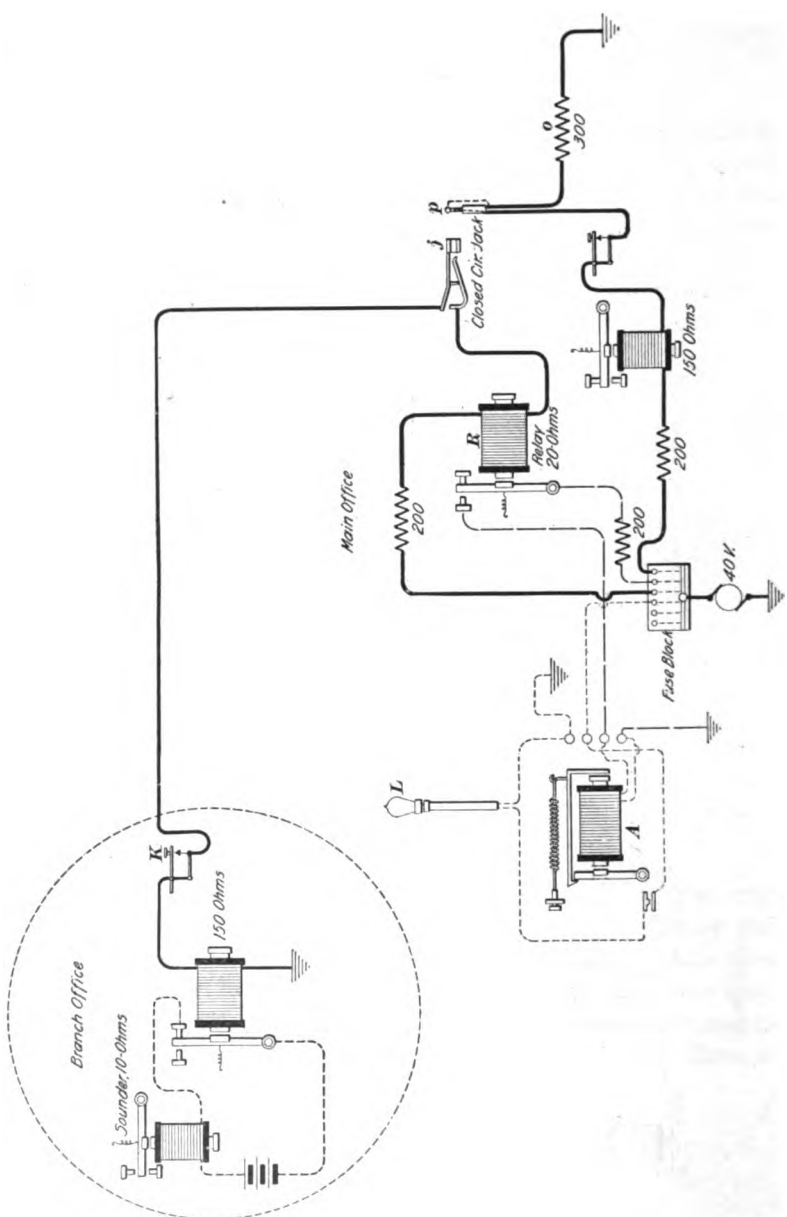 Branch Office
Sounder, 10-Ohms
150 Ohms
K
L
A
Main Office
200
R
Relay
20-Ohms
200
Fuse Block
40 V.
j
p
Closed Cir. Jack
o
300
150 Ohms
200